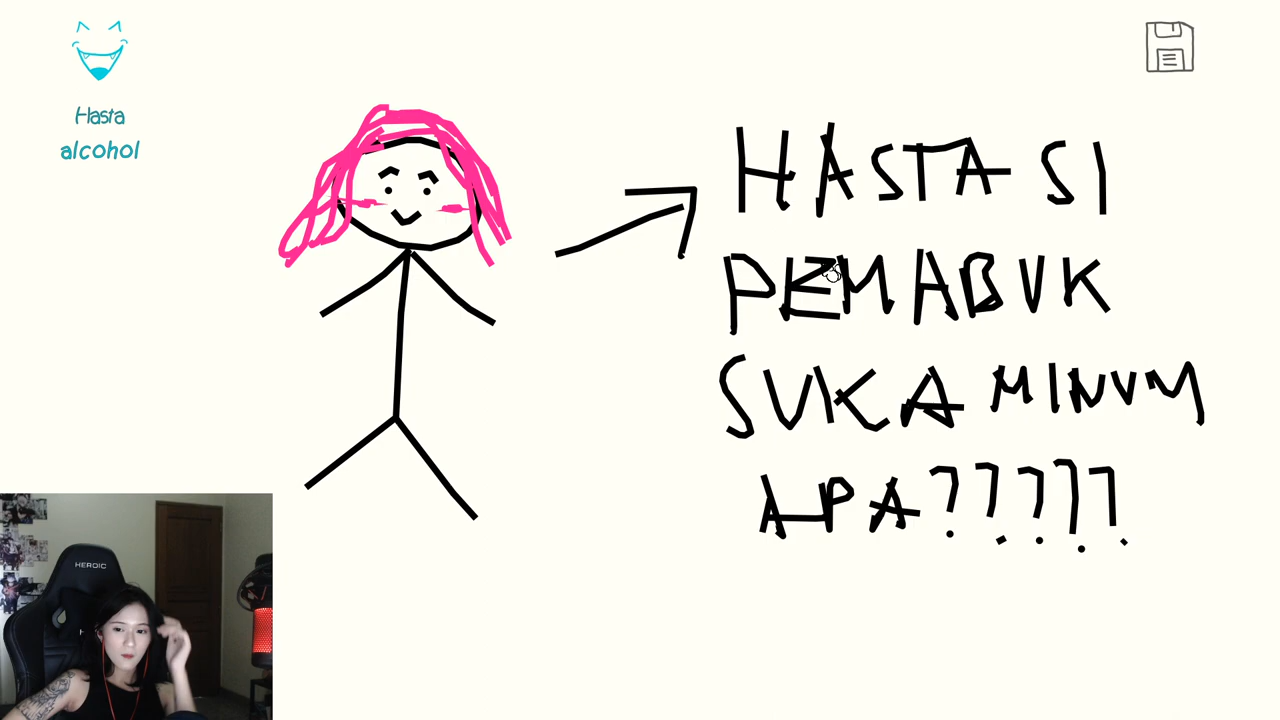 Hasta
alcohol
HASTA SI
PEMABUK
SUKA MINUM
APA?????
HEROIC